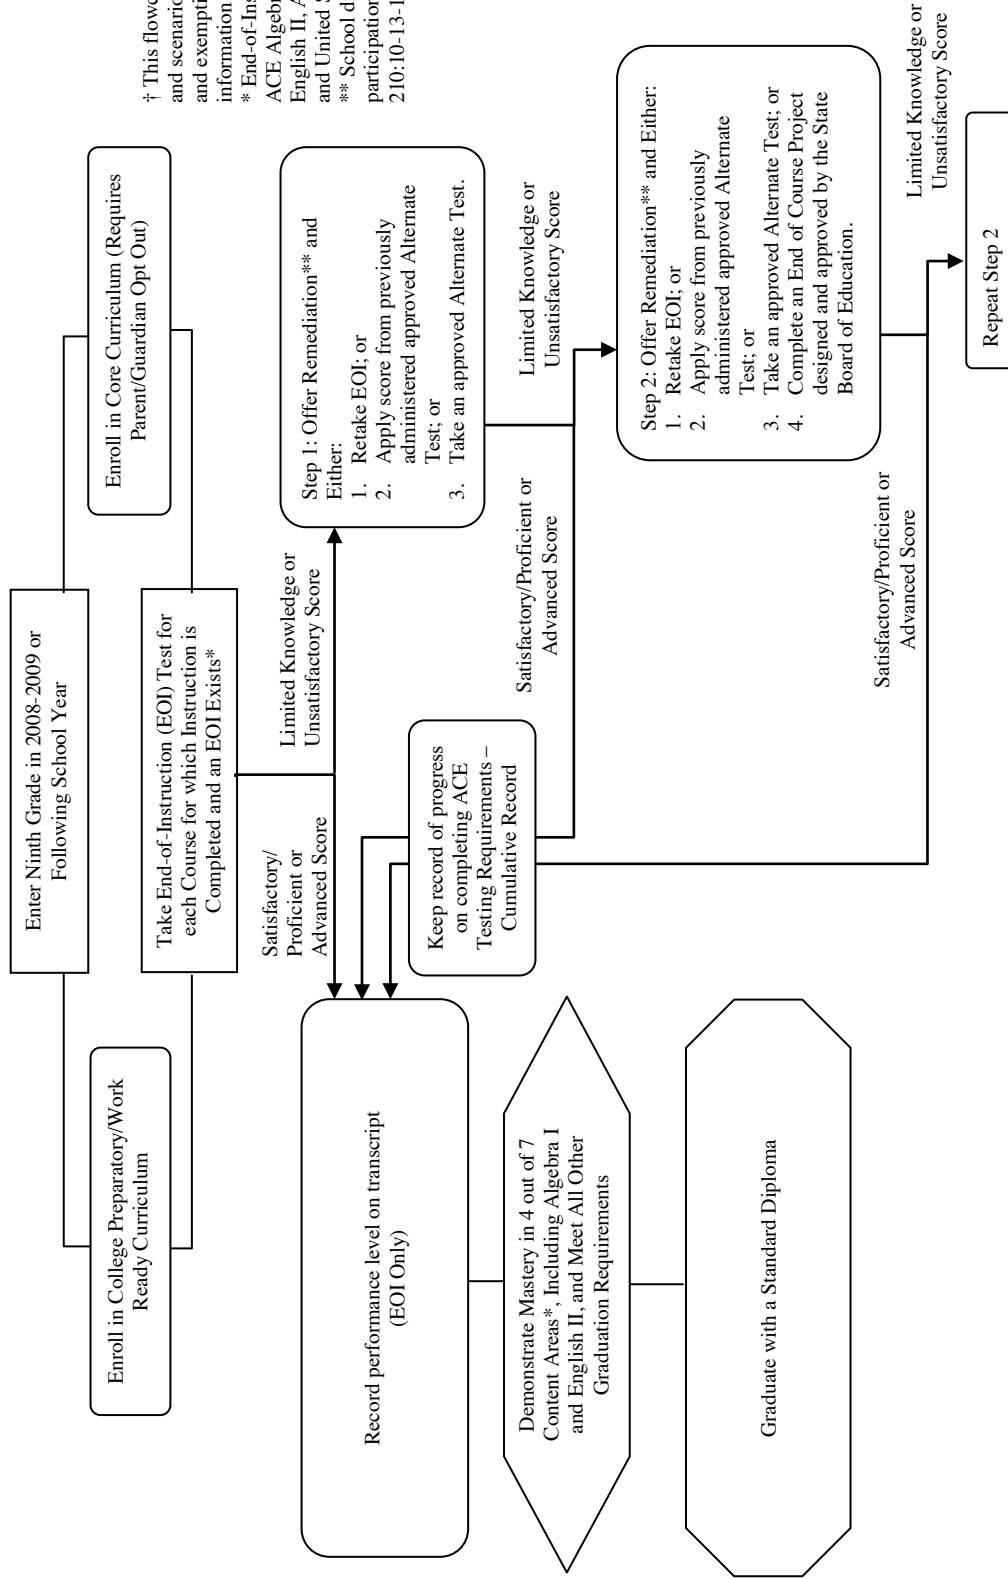 Enter Ninth Grade in 2008-2009 or
Following School Year
Enroll in College Preparatory/Work
Ready Curriculum
Enroll in Core Curriculum (Requires
Parent/Guardian Opt Out)
Take End-of-Instruction (EOI) Test for
each Course for which Instruction is
Completed and an EOI Exists*
† This
and
and
information
* End-of-
ACE
English II,
and United
** School
participation
210:10-13-
Satisfactory/
Proficient or
Advanced Score
Limited Knowledge or
Unsatisfactory Score
Record performance level on transcript
(EOI Only)
Step 1: Offer Remediation** and
Either:
1. Retake EOI; or
2. Apply score from previously
administered approved Alternate
Test; or
3. Take an approved Alternate Test.
Keep record of progress
on completing ACE
Testing Requirements –
Cumulative Record
Satisfactory/Proficient or
Advanced Score
Limited Knowledge or
Unsatisfactory Score
Demonstrate Mastery in 4 out of 7
Content Areas*, Including Algebra I
and English II, and Meet All Other
Graduation Requirements
Step 2: Offer Remediation** and Either:
1. Retake EOI; or
2. Apply score from previously
administered approved Alternate
Test; or
3. Take an approved Alternate Test; or
4. Complete an End of Course Project
designed and approved by the State
Board of Education.
Graduate with a Standard Diploma
Satisfactory/Proficient or
Advanced Score
Limited Knowledge or
Unsatisfactory Score
Repeat Step 2